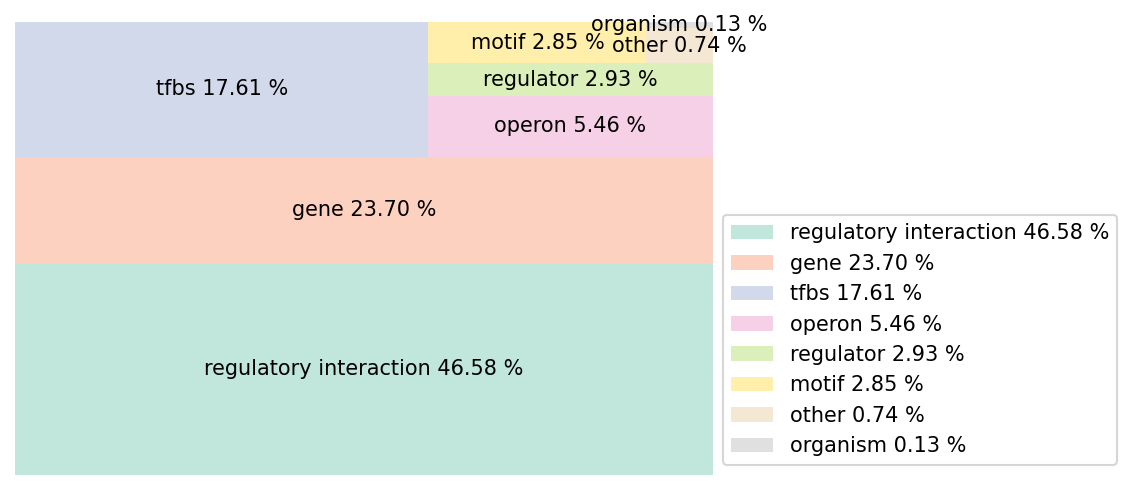 organism 0.13 %
motif 2.85 %
other 0.74 %
tfbs 17.61 %
regulator 2.93 %
operon 5.46 %
gene 23.70 %
regulatory interaction 46.58 %
regulatory interaction 46.58 %
gene 23.70 %
tfbs 17.61 %
operon 5.46 %
regulator 2.93 %
motif 2.85 %
other 0.74 %
organism 0.13 %